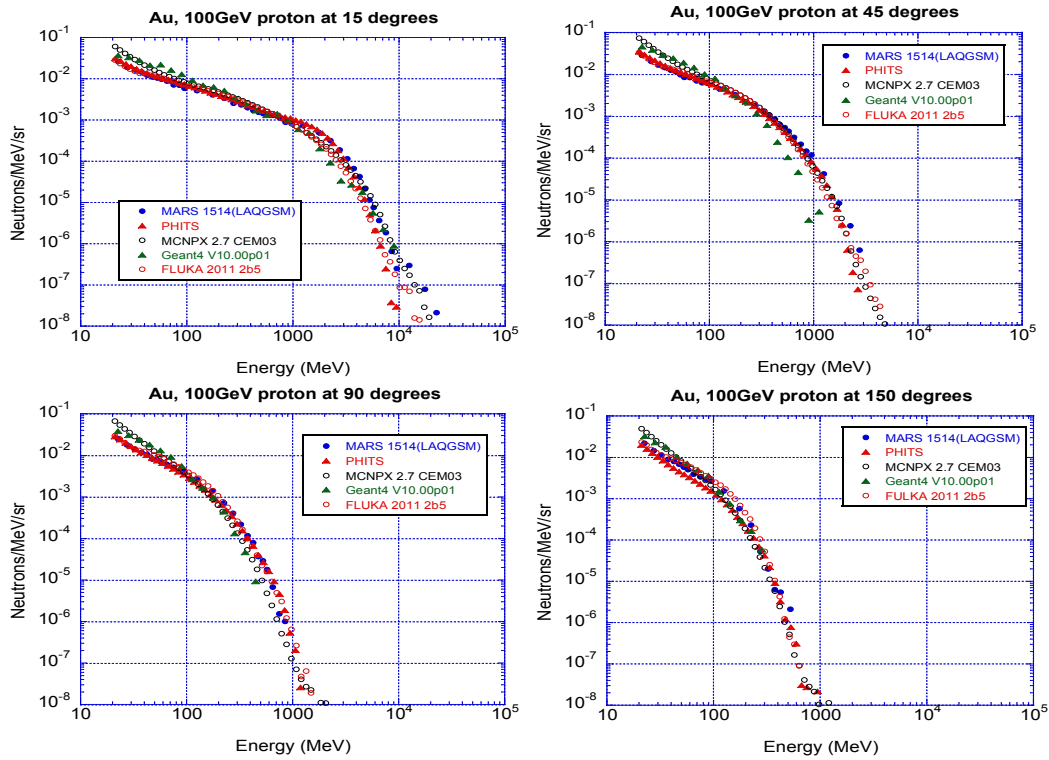 Au, 100GeV proton at 15 degrees
Neutrons/MeV/sr
10^-1
10^-2
10^-3
10^-4
10^-5
10^-6
10^-7
10^-8
MARS 1514(LAQGSM)
PHITS
MCNPX 2.7 CEM03
Geant4 V10.00p01
FLUKA 2011 2b5
10 100 1000 10^4 10^5
Energy (MeV)
Au, 100GeV proton at 45 degrees
Neutrons/MeV/sr
10^-1
10^-2
10^-3
10^-4
10^-5
10^-6
10^-7
10^-8
MARS 1514(LAQGSM)
PHITS
MCNPX 2.7 CEM03
Geant4 V10.00p01
FLUKA 2011 2b5
10 100 1000 10^4 10^5
Energy (MeV)
Au, 100GeV proton at 90 degrees
Neutrons/MeV/sr
10^-1
10^-2
10^-3
10^-4
10^-5
10^-6
10^-7
10^-8
MARS 1514(LAQGSM)
PHITS
MCNPX 2.7 CEM03
Geant4 V10.00p01
FLUKA 2011 2b5
10 100 1000 10^4 10^5
Energy (MeV)
Au, 100GeV proton at 150 degrees
Neutrons/MeV/sr
10^-1
10^-2
10^-3
10^-4
10^-5
10^-6
10^-7
10^-8
MARS 1514(LAQGSM)
PHITS
MCNPX 2.7 CEM03
Geant4 V10.00p01
FULKA 2011 2b5
10 100 1000 10^4 10^5
Energy (MeV)